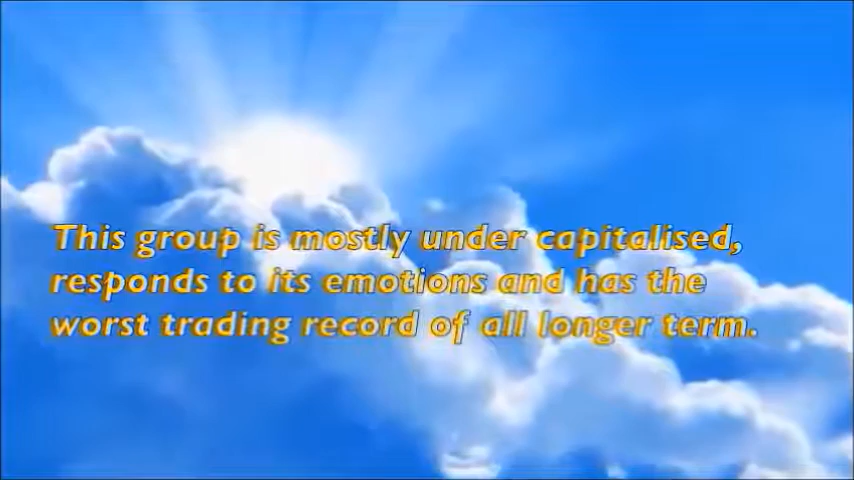 This group is mostly under capitalised,
responds to its emotions and has the
worst trading record of all longer term.